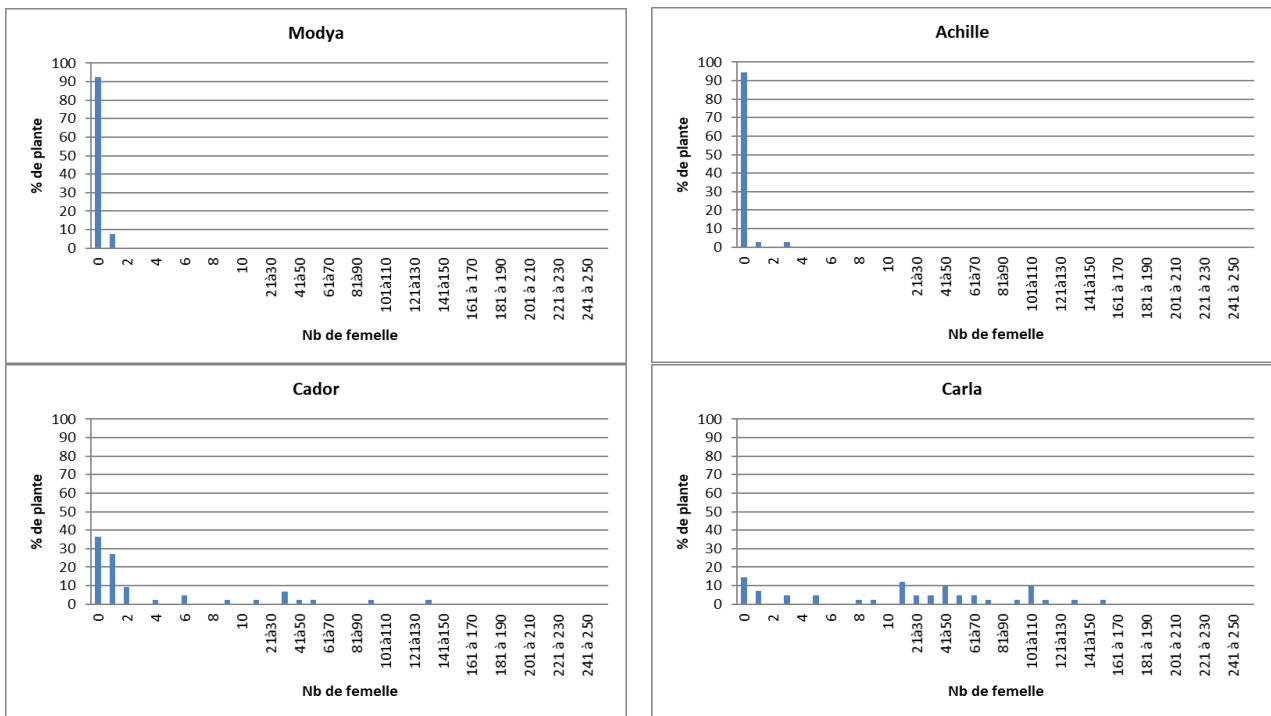 Modya
100
90
80
70
60
50
40
30
20
10
0
% de plante
0
2
4
6
8
10
21à30
41à50
61à70
81à90
101à110
121à130
141à150
161 à 170
181 à 190
201 à 210
221 à 230
241 à 250
Nb de femelle
Achille
100
90
80
70
60
50
40
30
20
10
0
% de plante
0
2
4
6
8
10
21à30
41à50
61à70
81à90
101à110
121à130
141à150
161 à 170
181 à 190
201 à 210
221 à 230
241 à 250
Nb de femelle
Cador
100
90
80
70
60
50
40
30
20
10
0
% de plante
0
2
4
6
8
10
21à30
41à50
61à70
81à90
101à110
121à130
141à150
161 à 170
181 à 190
201 à 210
221 à 230
241 à 250
Nb de femelle
Carla
100
90
80
70
60
50
40
30
20
10
0
% de plante
0
2
4
6
8
10
21à30
41à50
61à70
81à90
101à110
121à130
141à150
161 à 170
181 à 190
201 à 210
221 à 230
241 à 250
Nb de femelle